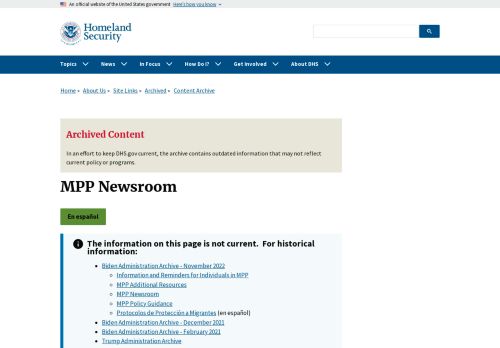 An official website of the United States government Here's how you know
Homeland
Security
Topics News In Focus How Do I? Get Involved About DHS
Home About Us Site Links Archived Content Archive
Archived Content
In an effort to keep DHS.gov current, the archive contains outdated information that may not reflect
current policy or programs.
MPP Newsroom
En español
The information on this page is not current. For historical
information:
Biden Administration Archive - November 2022
Information and Reminders for Individuals in MPP
MPP Additional Resources
MPP Newsroom
MPP Policy Guidance
Protocolos de Protección a Migrantes (en español)
Biden Administration Archive - December 2021
Biden Administration Archive - February 2021
Trump Administration Archive